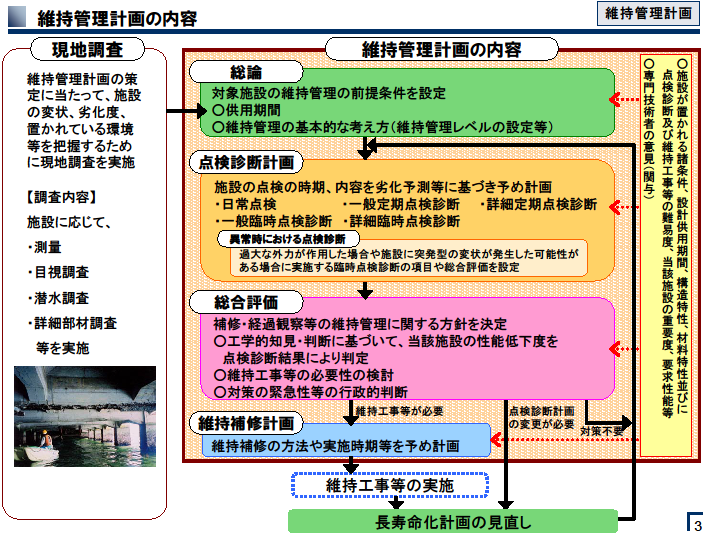 維持管理計画の内容
維持管理計画
現地調査
維持管理計画の策
定に当たって、施設
の変状、劣化度、
置かれている環境
等を把握するため
に現地調査を実施
【調査内容】
施設に応じて、
・測量
・目視調査
・潜水調査
・詳細部材調査
等を実施
維持管理計画の内容
総論
対象施設の維持管理の前提条件を設定
○供用期間
○維持管理の基本的な考え方(維持管理レベルの設定等)
点検診断計画
施設の点検の時期、内容を劣化予測等に基づき予め計画
・日常点検 ・一般定期点検診断 ・詳細定期点検診断
・一般臨時点検診断 ・詳細臨時点検診断
異常時における点検診断
過大な外力が作用した場合や施設に突発型の変状が発生した可能性が
ある場合に実施する臨時点検診断の項目や総合評価を設定
総合評価
補修・経過観察等の維持管理に関する方針を決定
○工学的知見・判断に基づいて、当該施設の性能低下度を
点検診断結果により判定
○維持工事等の必要性の検討
○対策の緊急性等の行政的判断
維持工事等が必要
点検診断計画
の変更が必要
対策不要
維持補修計画
維持補修の方法や実施時期等を予め計画
維持工事等の実施
長寿命化計画の見直し
○施設が置かれる諸条件、設計供用期間、構造特性、材料特性並びに
点検診断及び維持工事等の難易度、当該施設の重要度、要求性能等
○専門技術者の意見(関与)
3